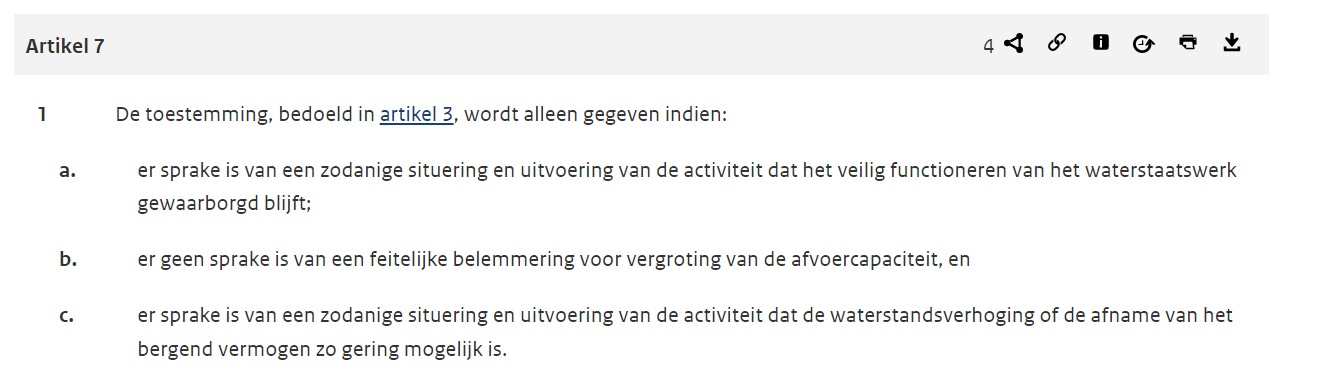 Artikel 7
4
1 De toestemming, bedoeld in artikel 3, wordt alleen gegeven indien:
a. er sprake is van een zodanige situering en uitvoering van de activiteit dat het veilig functioneren van het waterstaatswerk
gewaarborgd blijft;
b. er geen sprake is van een feitelijke belemmering voor vergroting van de afvoercapaciteit, en
c. er sprake is van een zodanige situering en uitvoering van de activiteit dat de waterstandsverhoging of de afname van het
bergend vermogen zo gering mogelijk is.